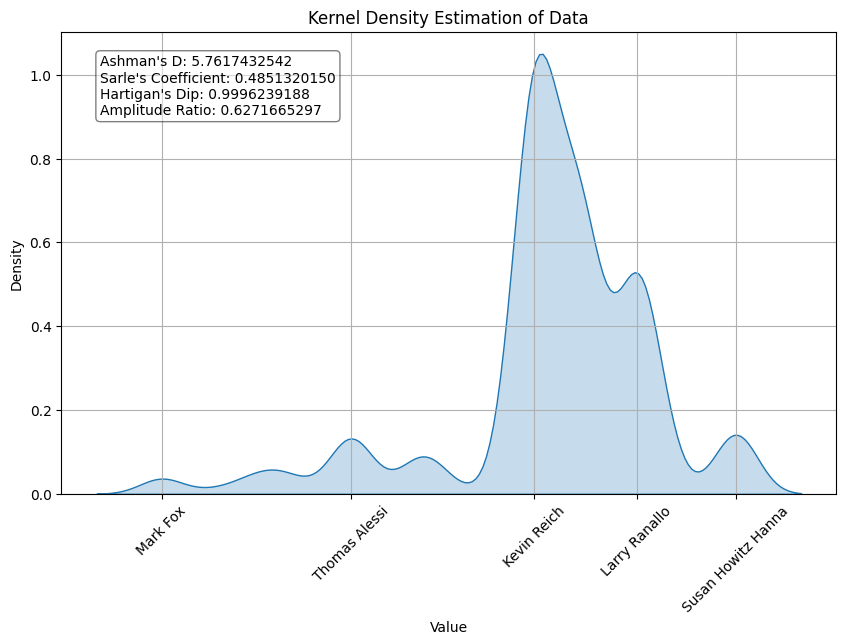 Kernel Density Estimation of Data
Ashman's D: 5.7617432542
Sarle's Coefficient: 0.4851320150
Hartigan's Dip: 0.9996239188
Amplitude Ratio: 0.6271665297
Density
1.0
0.8
0.6
0.4
0.2
0.0
Mark Fox
Thomas Alessi
Kevin Reich
Larry Ranallo
Susan Howitz Hanna
Value